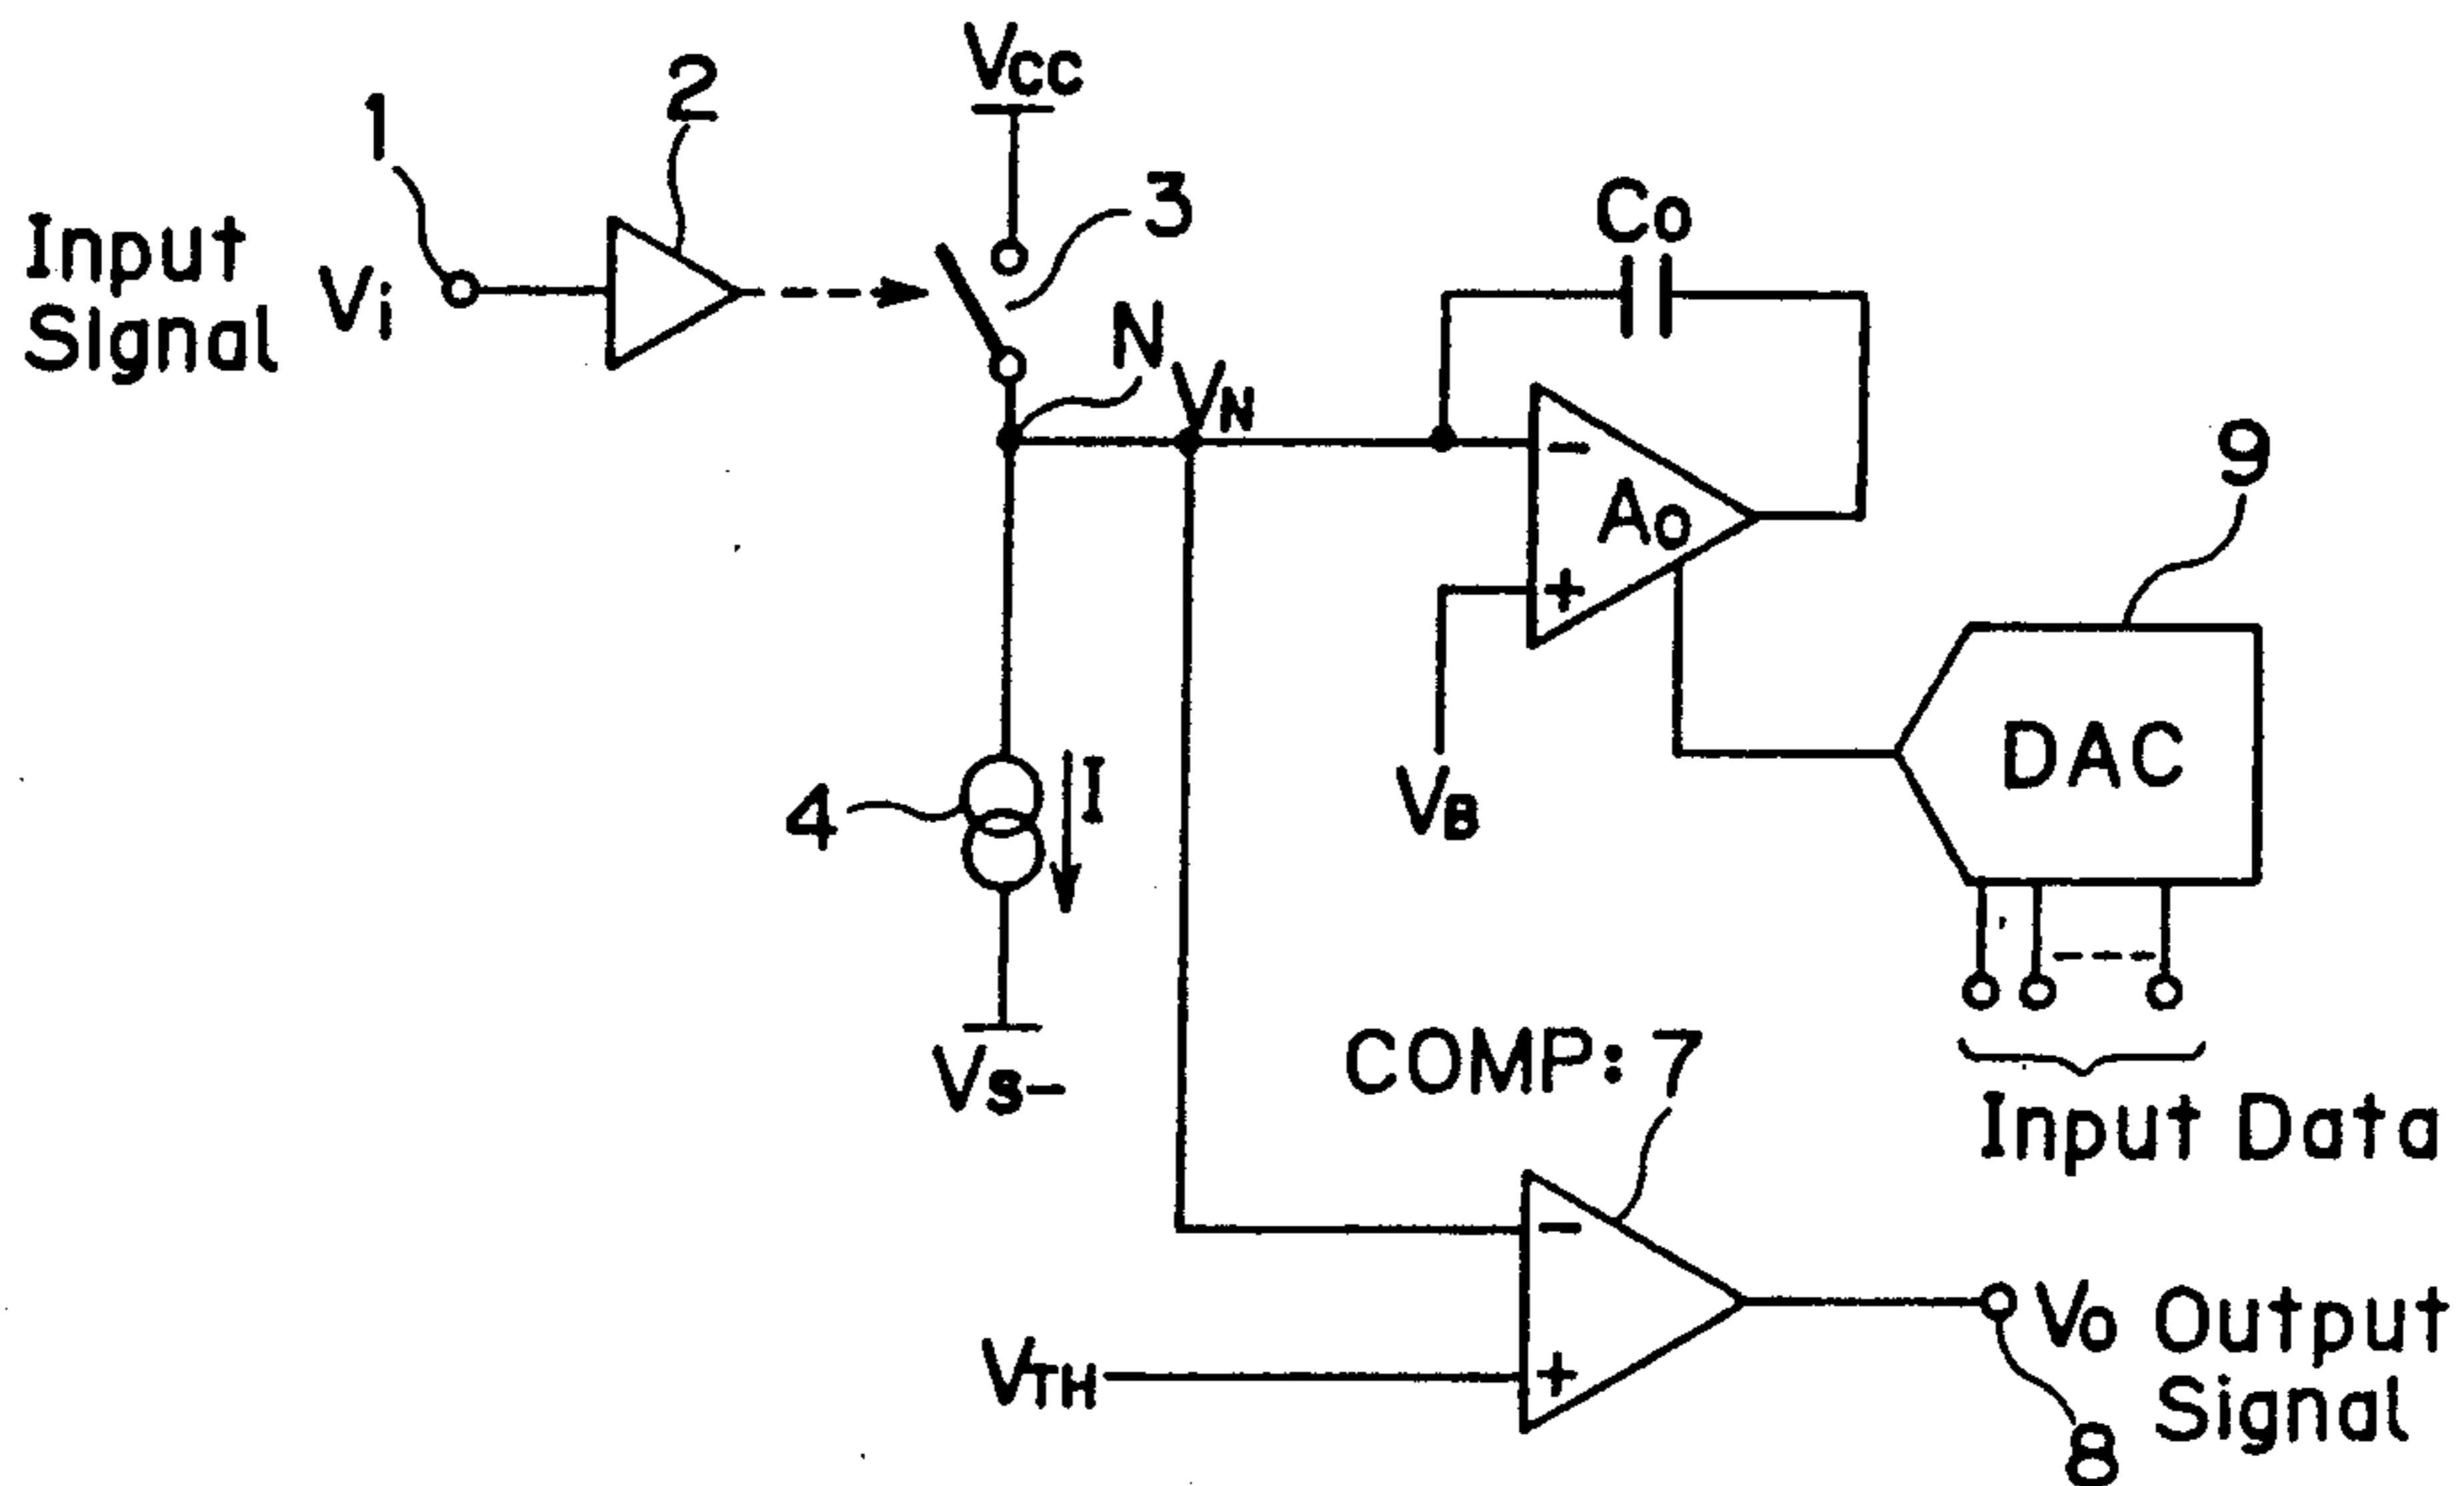 1
2
Vcc
3
Input
Signal
Vi
N
VN
Co
-
Ao
+
VB
9
DAC
4
I
Vs-
Input Data
COMP: 7
-
+
VTH
Vo Output
Signal
8